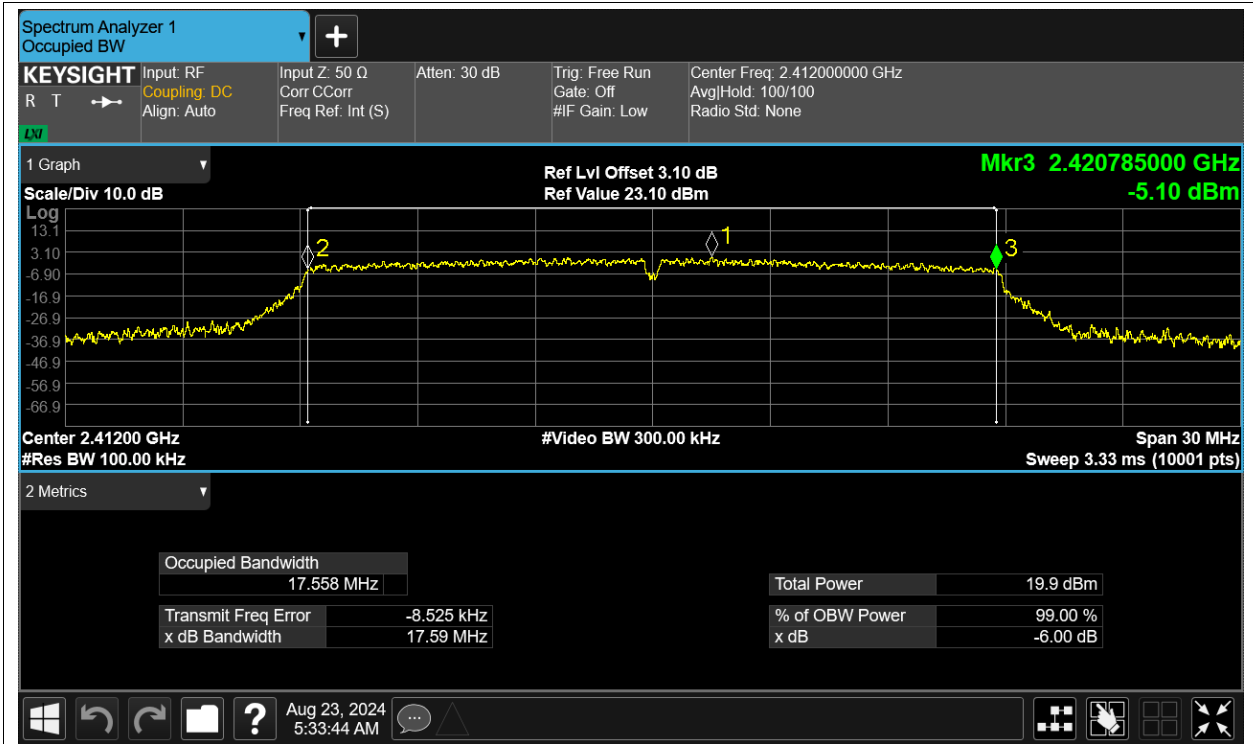 Spectrum Analyzer 1
Occupied BW
KEYSIGHT
R T
LXI
Input: RF
Coupling: DC
Align: Auto
Input Z: 50 Ω
Corr CCorr
Freq Ref: Int (S)
Atten: 30 dB
Trig: Free Run
Gate: Off
#IF Gain: Low
Center Freq: 2.412000000 GHz
Avg|Hold: 100/100
Radio Std: None
1 Graph
Scale/Div 10.0 dB
Ref Lvl Offset 3.10 dB
Ref Value 23.10 dBm
Mkr3 2.420785000 GHz
-5.10 dBm
Log
13.1
3.10
-6.90
-16.9
-26.9
-36.9
-46.9
-56.9
-66.9
2
1
3
Center 2.41200 GHz
#Res BW 100.00 kHz
#Video BW 300.00 kHz
Span 30 MHz
Sweep 3.33 ms (10001 pts)
2 Metrics
Occupied Bandwidth
17.558 MHz
Transmit Freq Error -8.525 kHz
x dB Bandwidth 17.59 MHz
Total Power 19.9 dBm
% of OBW Power 99.00 %
x dB -6.00 dB
?
Aug 23, 2024
5:33:44 AM